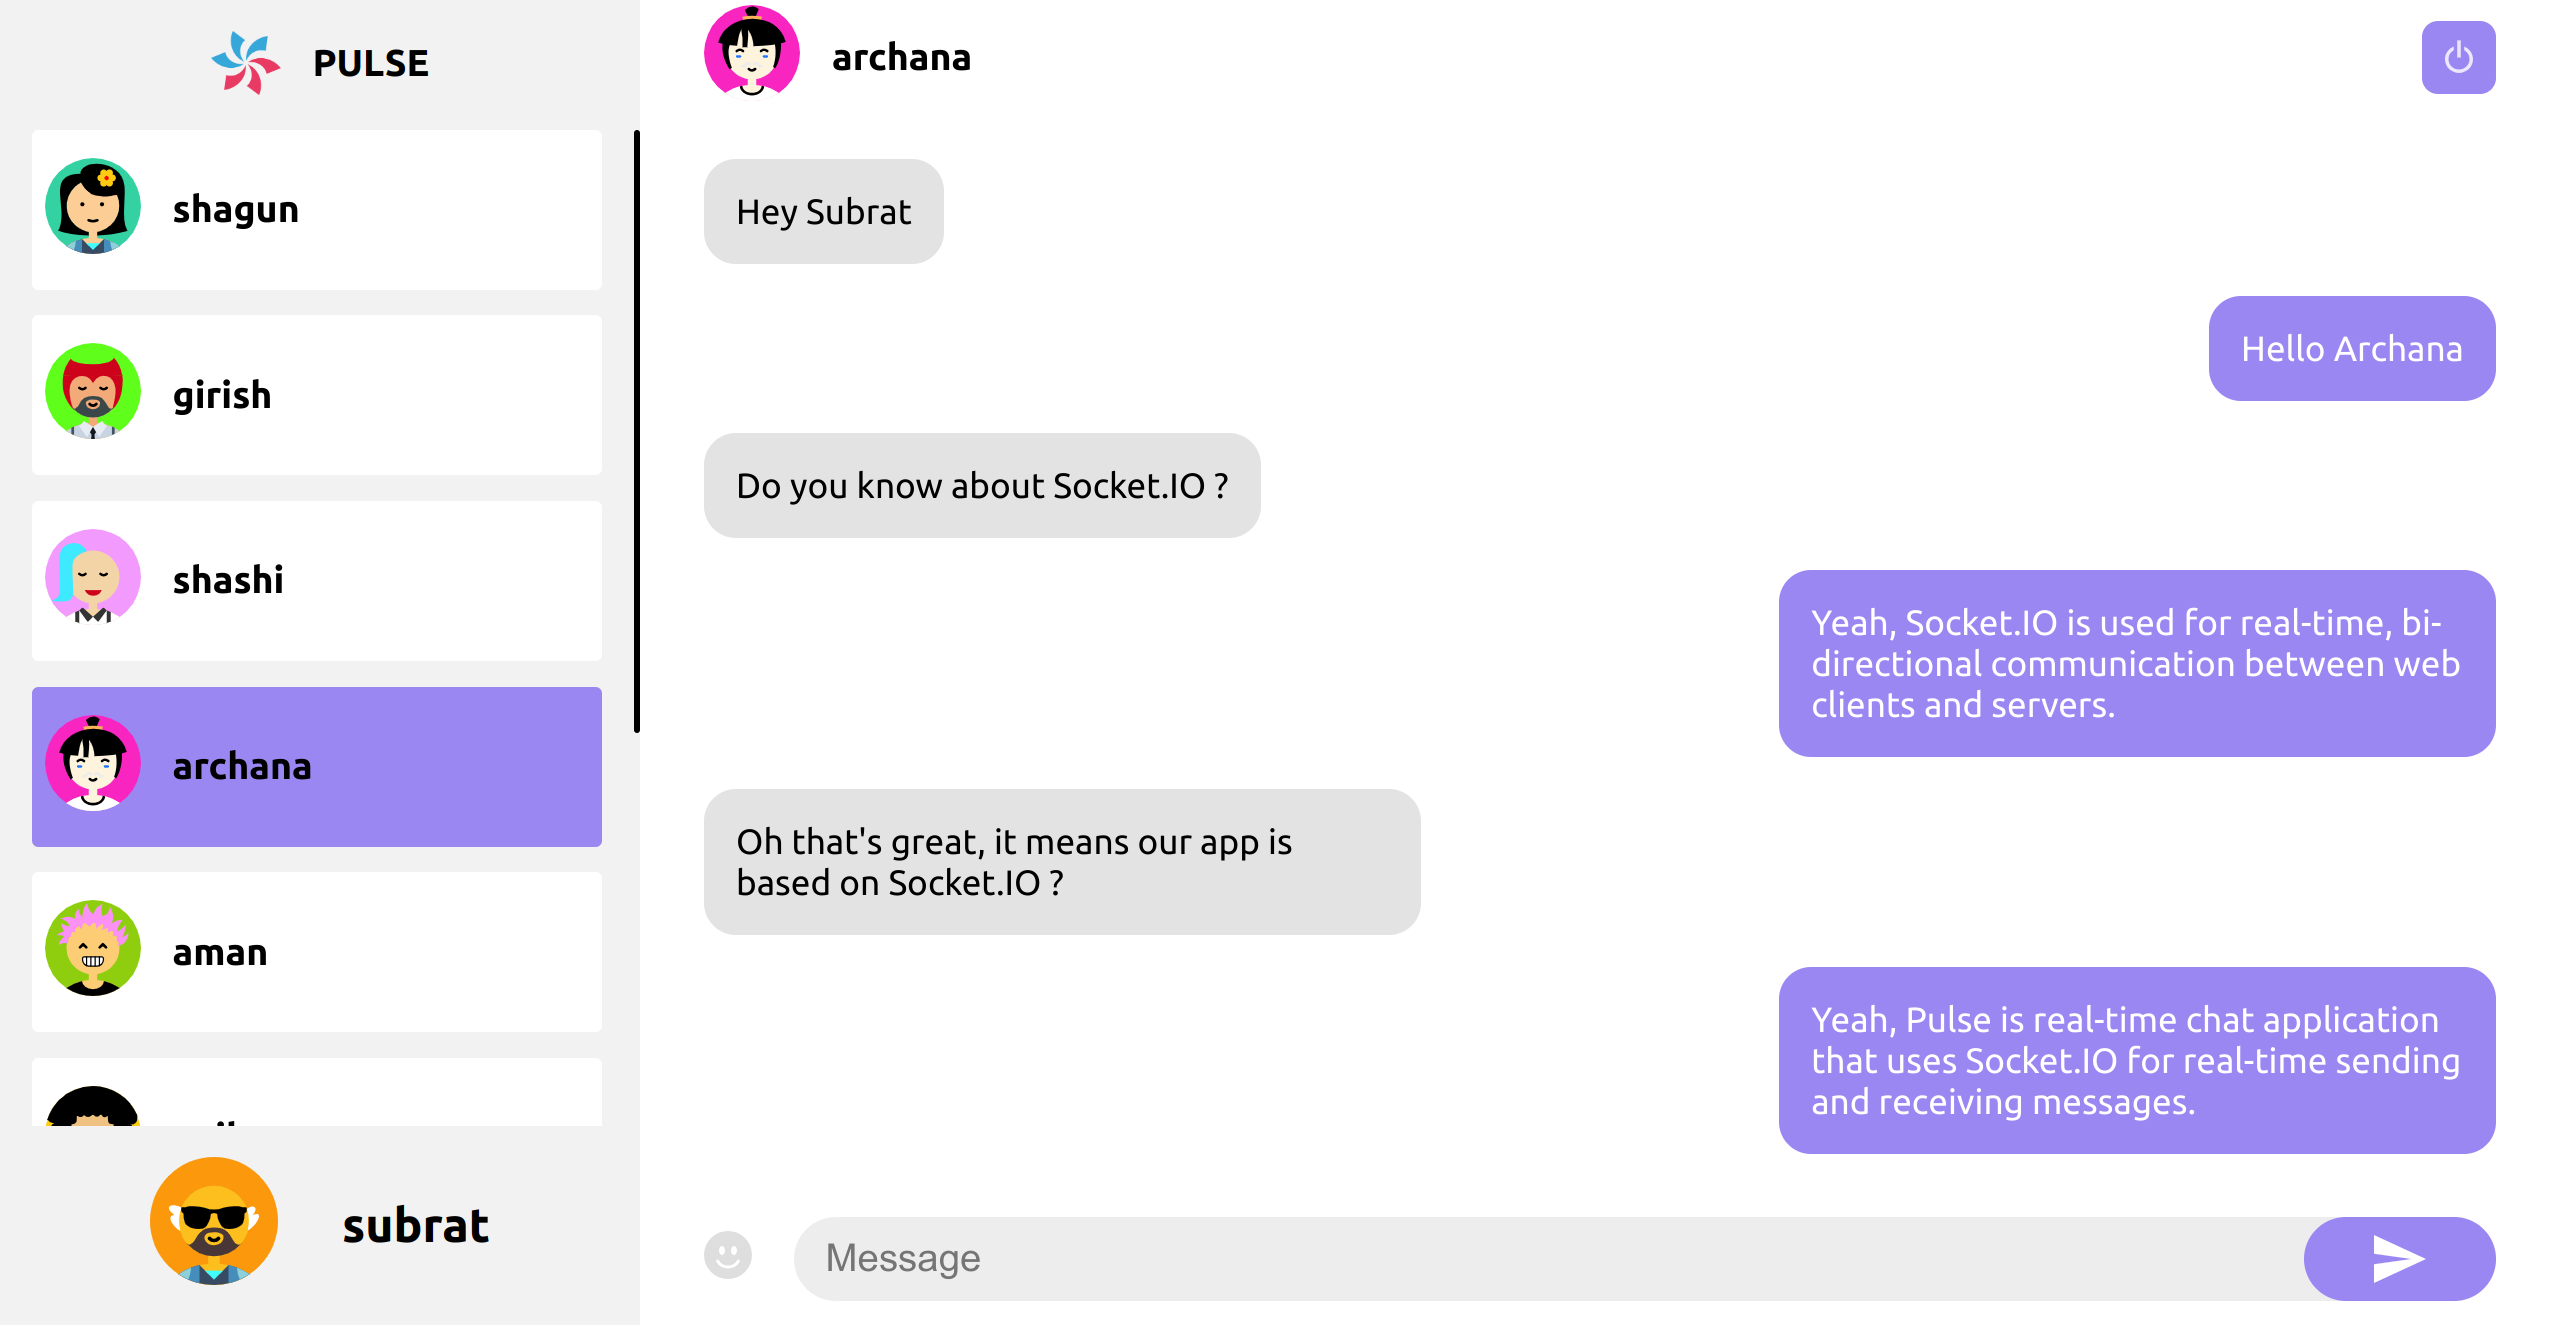 PULSE
shagun
girish
shashi
archana
aman
subrat
archana
Hey Subrat
Hello Archana
Do you know about Socket.IO ?
Yeah, Socket.IO is used for real-time, bi-
directional communication between web
clients and servers.
Oh that's great, it means our app is
based on Socket.IO ?
Yeah, Pulse is real-time chat application
that uses Socket.IO for real-time sending
and receiving messages.
Message